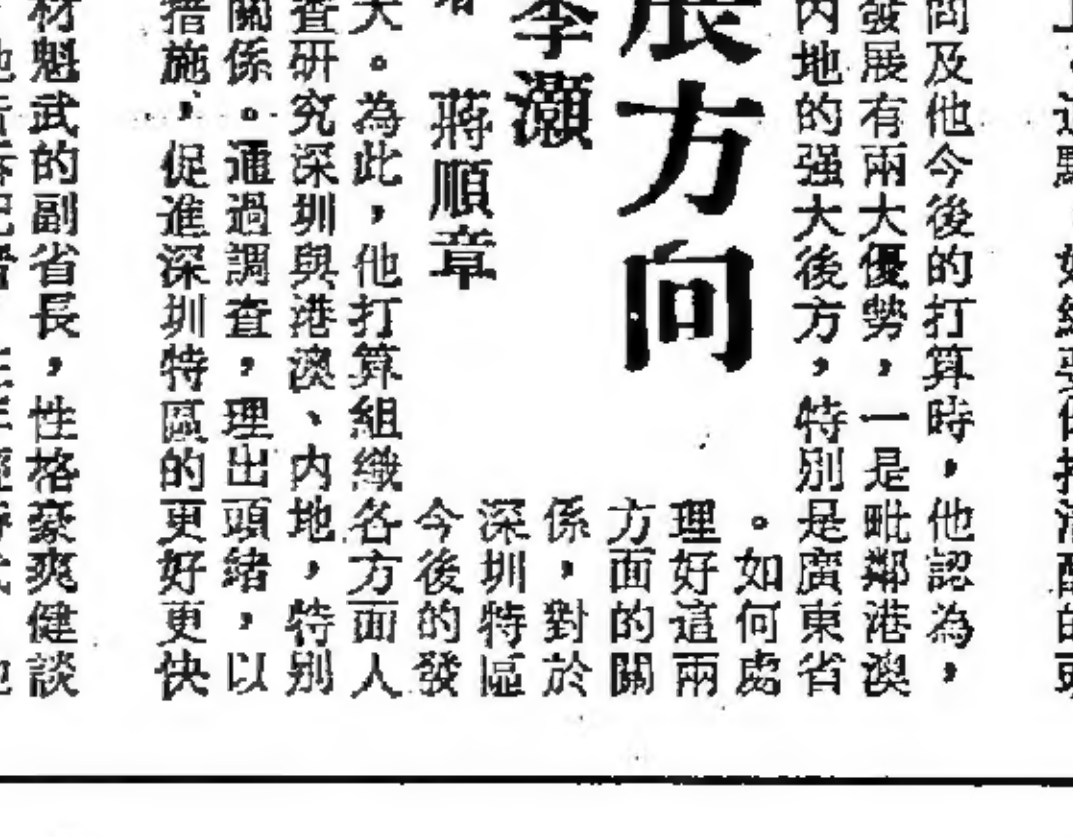 問及他今後的打算時，他認為，
發展有兩大優勢，一是毗鄰港澳
內地的强大後方，特别是廣東省
。如何處
理好這兩
方面的關
係，對於
深圳特區
今後的發
展方向
李灝
蔣順章
大。為此，他打算組織各方面人
查研究深圳與港澳、内地，特别
關係。通過調查，理出頭緒，以
措施，促進深圳特區的更好更快
材魁武的副省長，性格豪爽健談